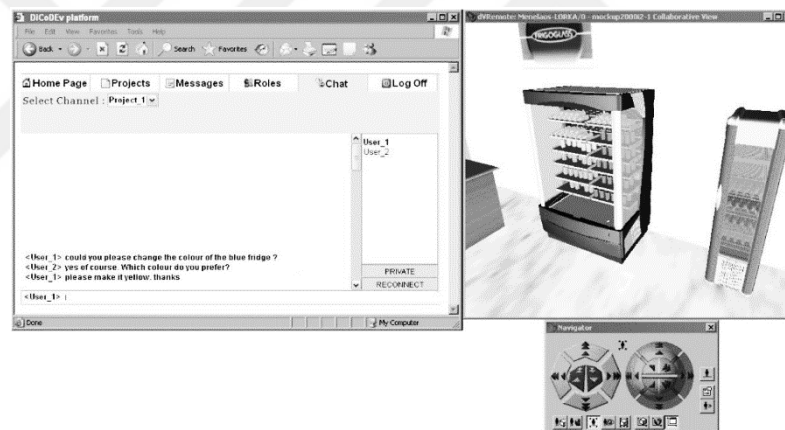 DiCoDEv platform
File Edit View Favorites Tools Help
Back Search Favorites
Home Page Projects Messages Roles Chat Log Off
Select Channel : Project_1
User_1
User_2
<User_1> could you please change the colour of the blue fridge ?
<User_2> yes of course. Which colour do you prefer?
<User_1> please make it yellow. thanks
PRIVATE
RECONNECT
<User_1>
Done My Computer
dVRemote: Menelaos-LORKA/0 - mockup2000i2-1 Collaborative View
FRIGOGLASS
Navigator